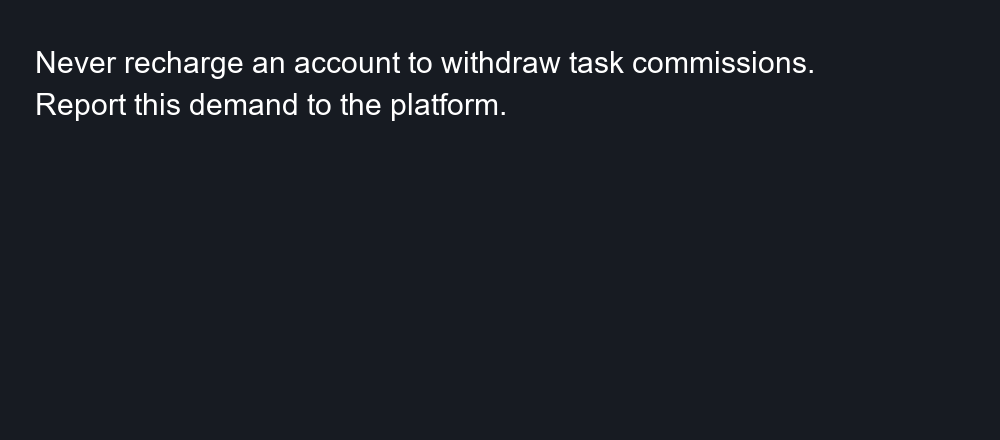 Never recharge an account to withdraw task commissions.
Report this demand to the platform.